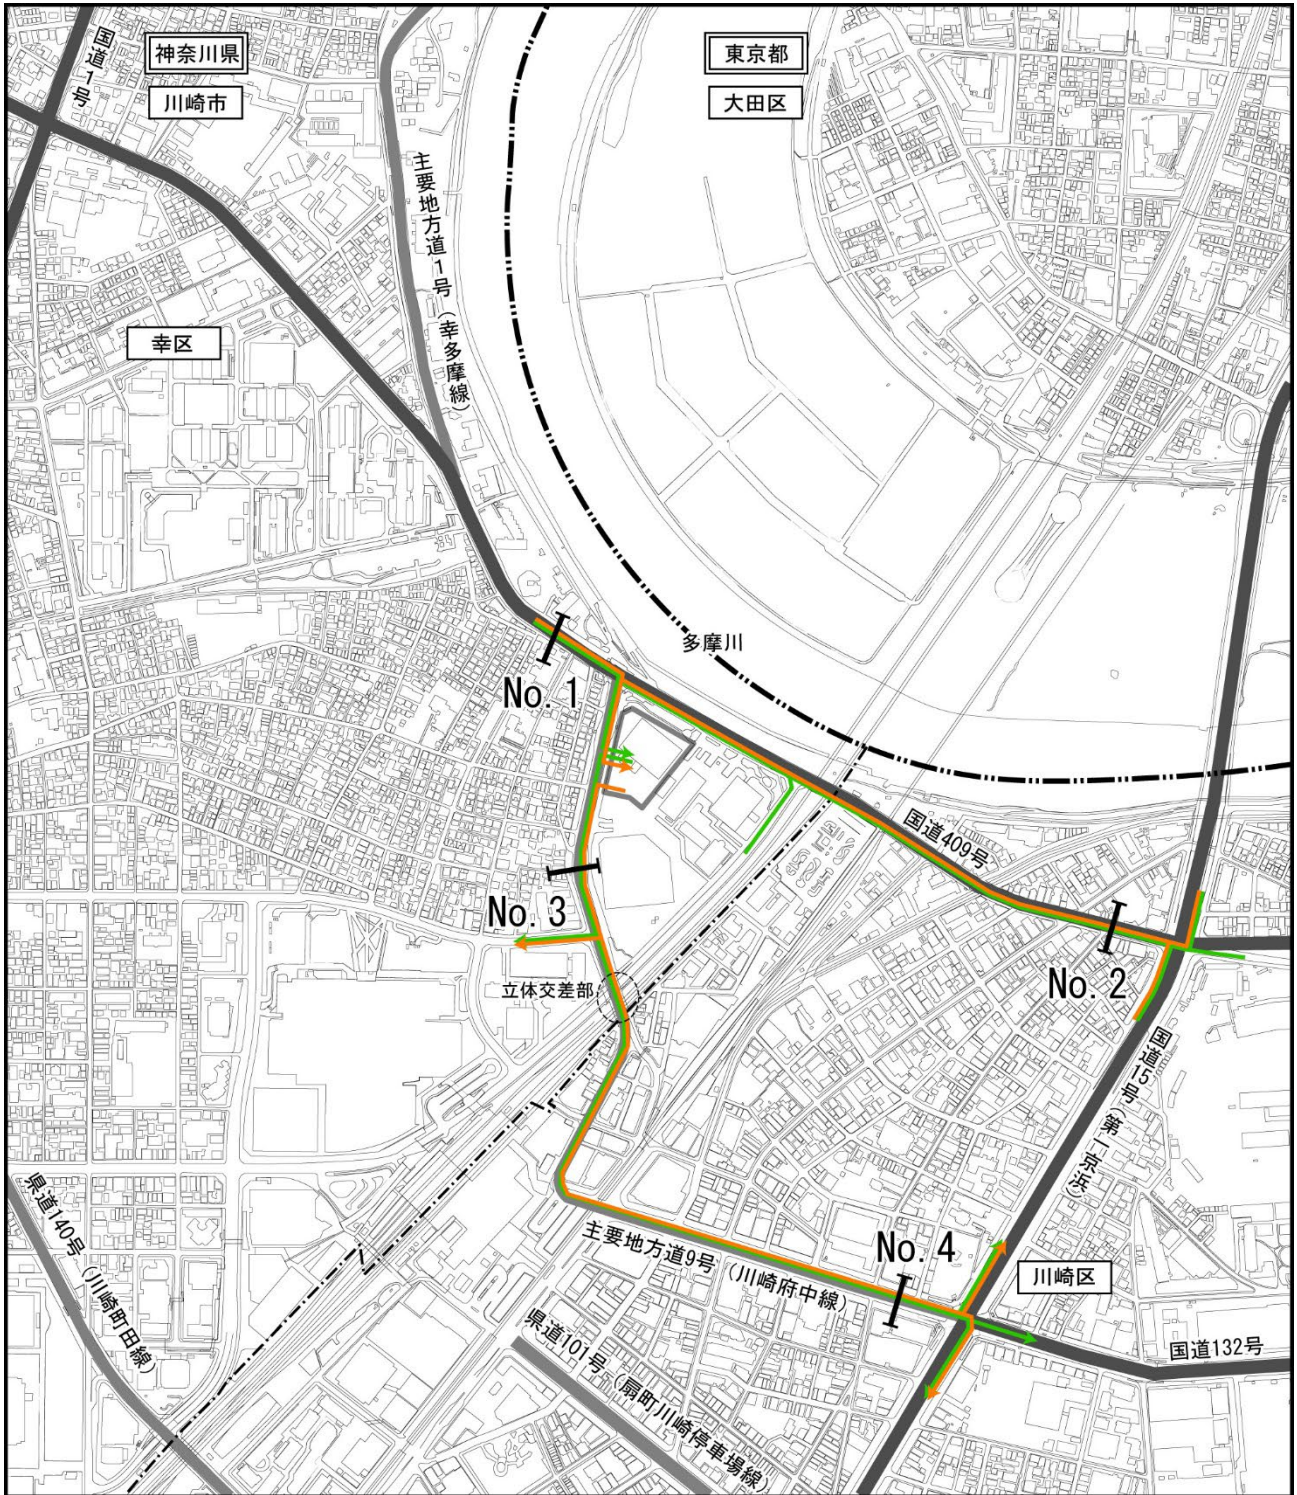 国道1号
神奈川県
川崎市
東京都
大田区
主要地方道1号（幸多摩線）
幸区
多摩川
No. 1
国道409号
No. 3
No. 2
立体交差部
国道15号（第一京浜）
県道140号（川崎町田線）
主要地方道9号（川崎府中線）
No. 4
川崎区
県道101号（扇町川崎停車場線）
国道132号